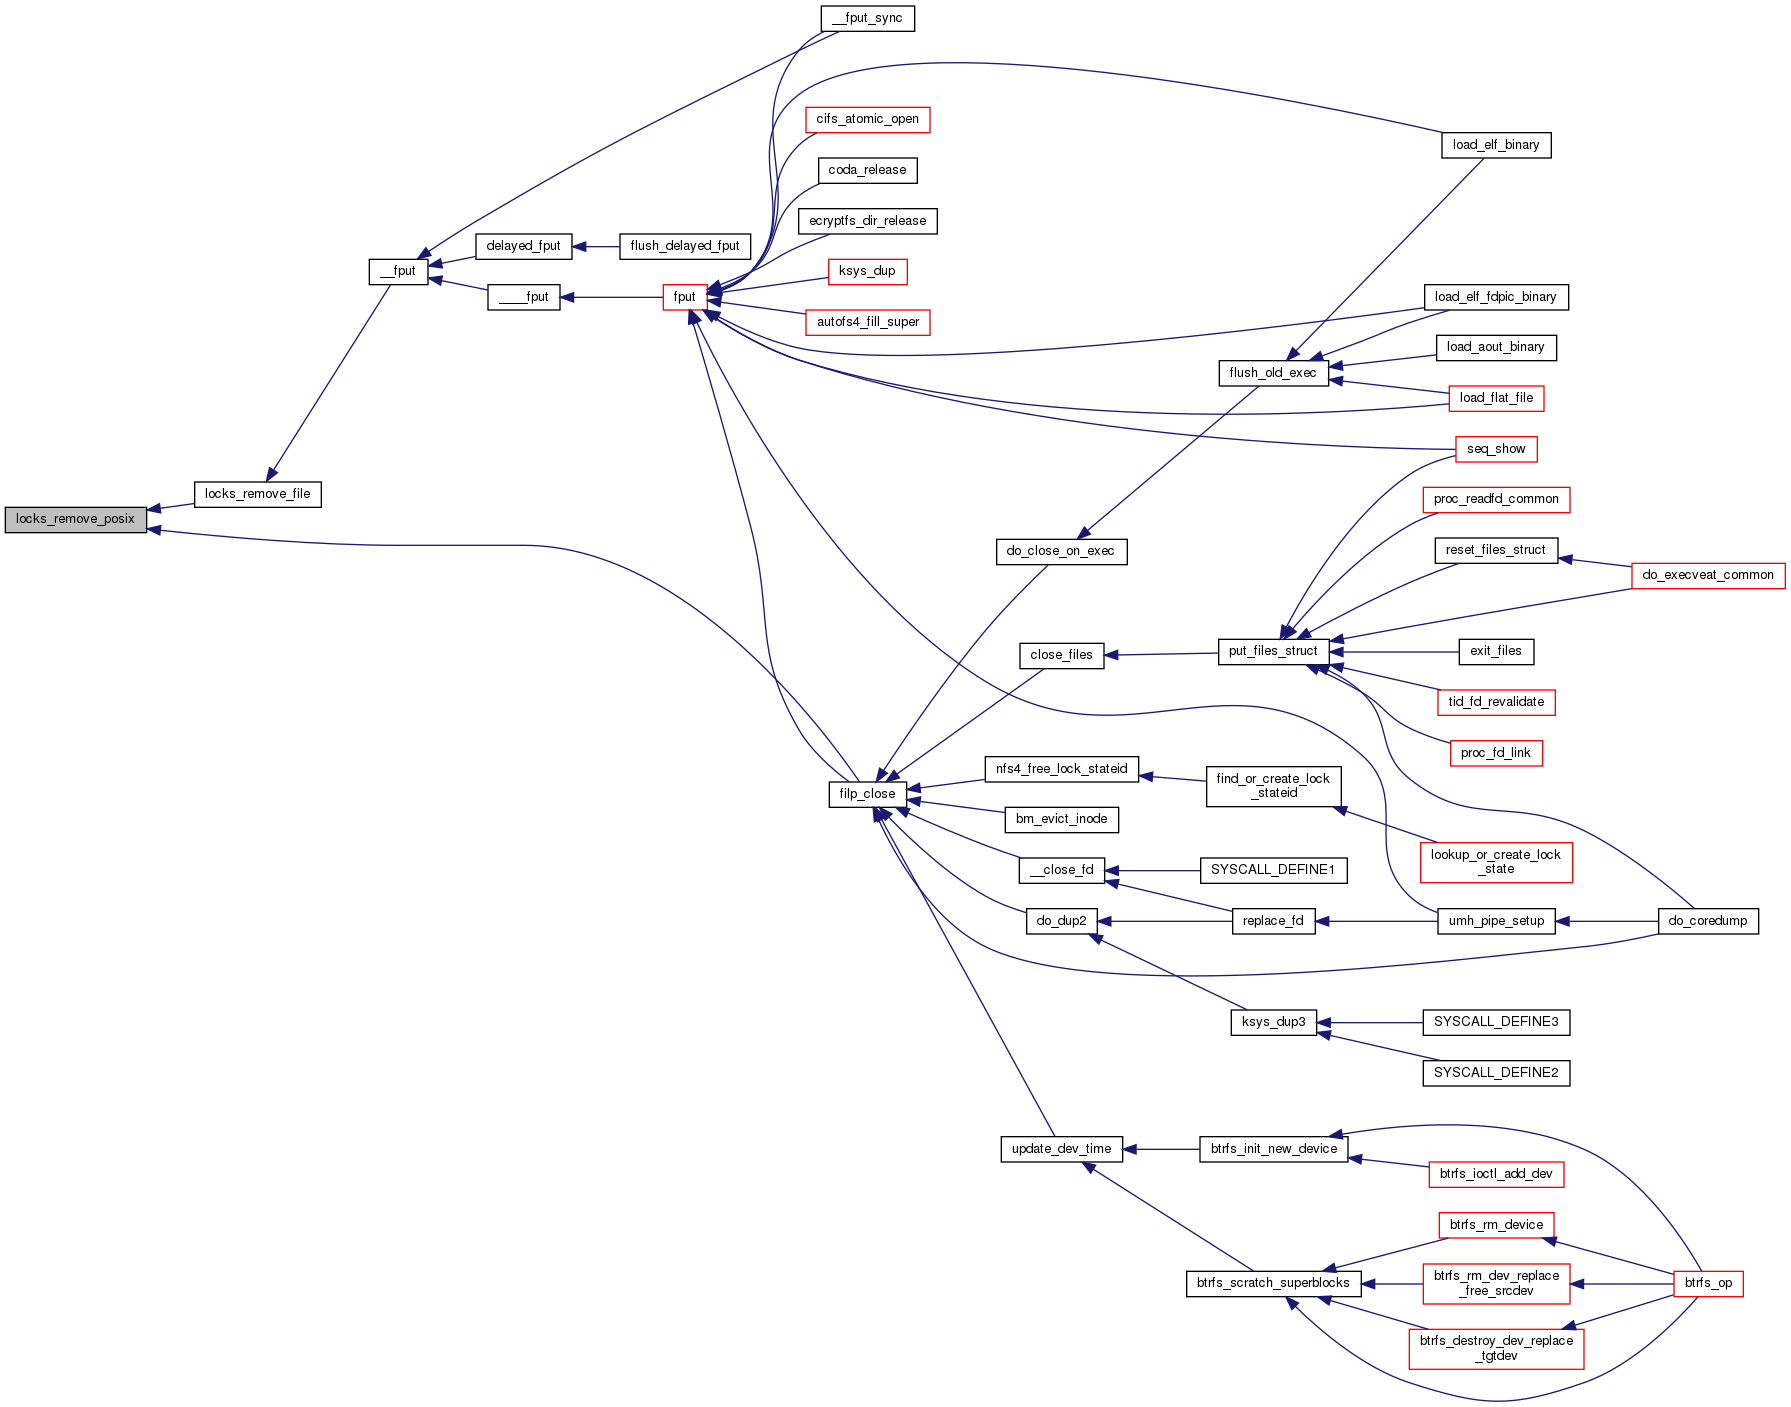 __fput_sync
cifs_atomic_open
load_elf_binary
coda_release
ecryptfs_dir_release
delayed_fput
flush_delayed_fput
__fput
ksys_dup
____fput
fput
load_elf_fdpic_binary
autofs4_fill_super
load_aout_binary
flush_old_exec
load_flat_file
seq_show
locks_remove_file
proc_readfd_common
locks_remove_posix
do_close_on_exec
reset_files_struct
do_execveat_common
close_files
put_files_struct
exit_files
tid_fd_revalidate
proc_fd_link
nfs4_free_lock_stateid
find_or_create_lock
_stateid
filp_close
bm_evict_inode
lookup_or_create_lock
_state
__close_fd
SYSCALL_DEFINE1
do_dup2
replace_fd
umh_pipe_setup
do_coredump
ksys_dup3
SYSCALL_DEFINE3
SYSCALL_DEFINE2
update_dev_time
btrfs_init_new_device
btrfs_ioctl_add_dev
btrfs_rm_device
btrfs_scratch_superblocks
btrfs_rm_dev_replace
_free_srcdev
btrfs_op
btrfs_destroy_dev_replace
_tgtdev